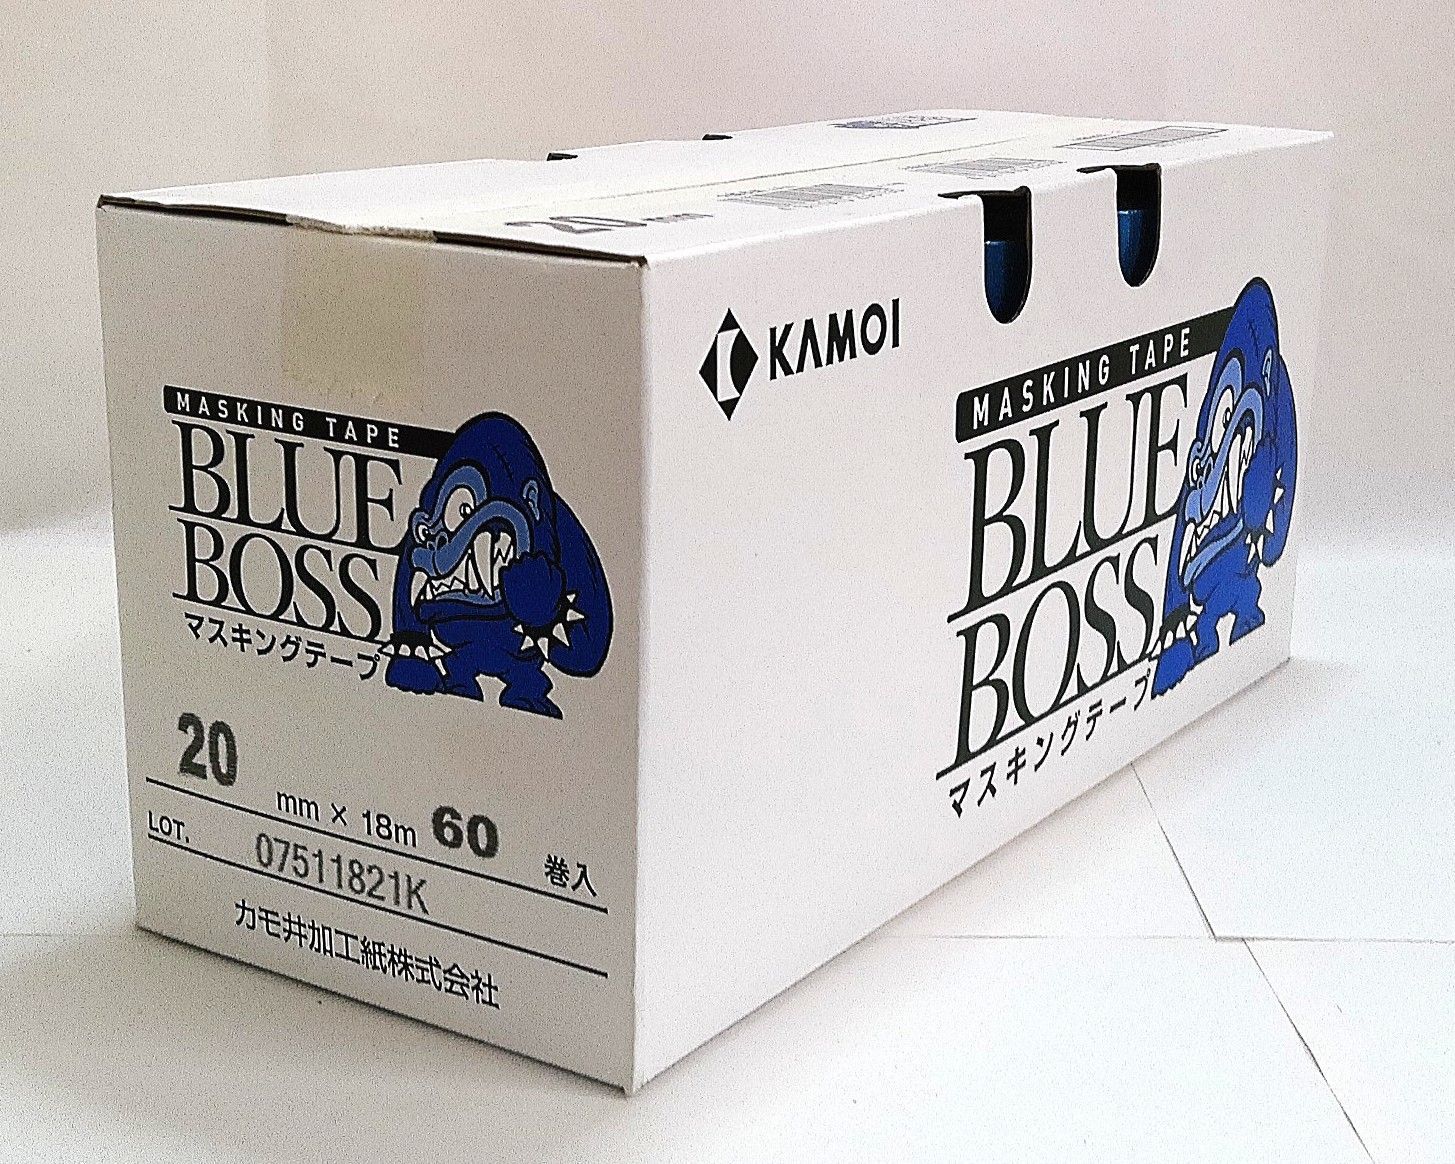 MASKING TAPE
BLUE
BOSS
マスキングテープ
20 mm × 18m 60 巻入
LOT. 07511821K
カモ井加工紙株式会社
20 mm
KAMOI
MASKING TAPE
BLUE
BOSS
マスキングテープ